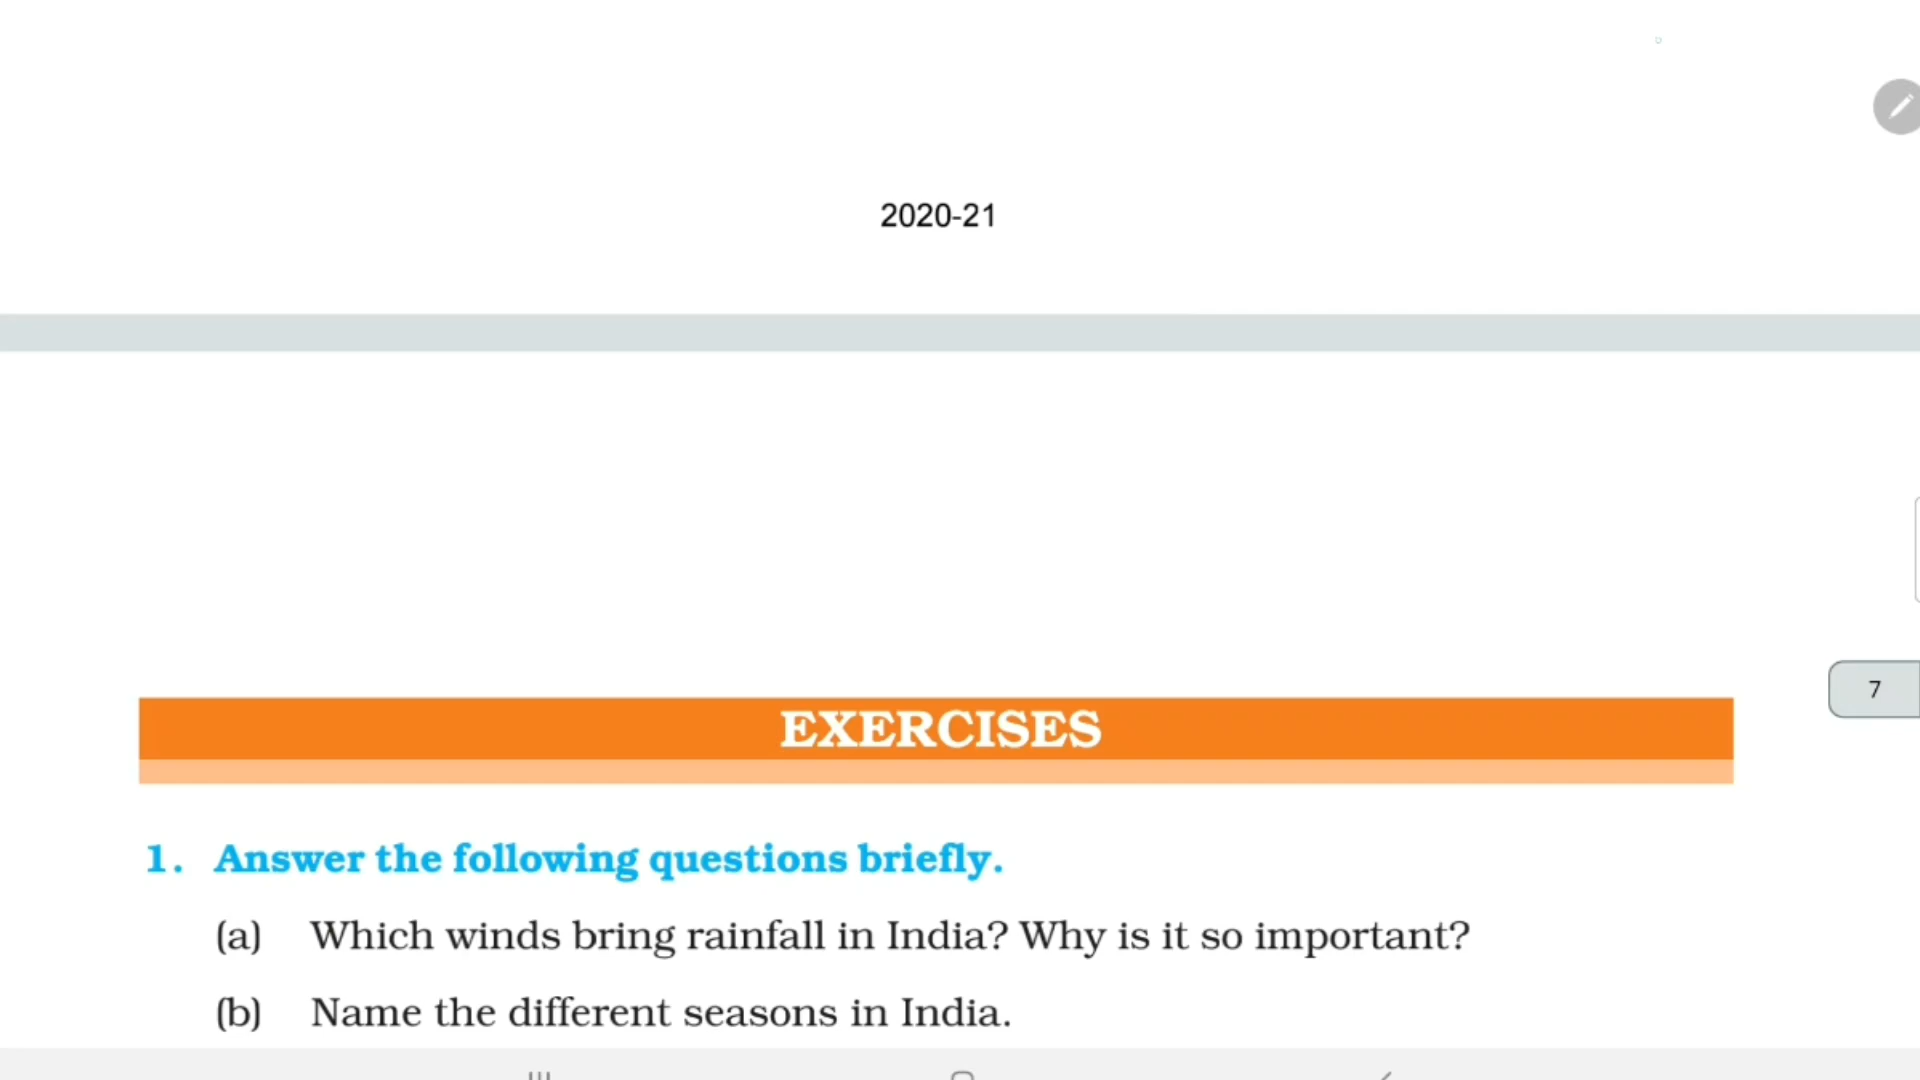 2020-21
7
EXERCISES
1. Answer the following questions briefly.
(a) Which winds bring rainfall in India? Why is it so important?
(b) Name the different seasons in India.